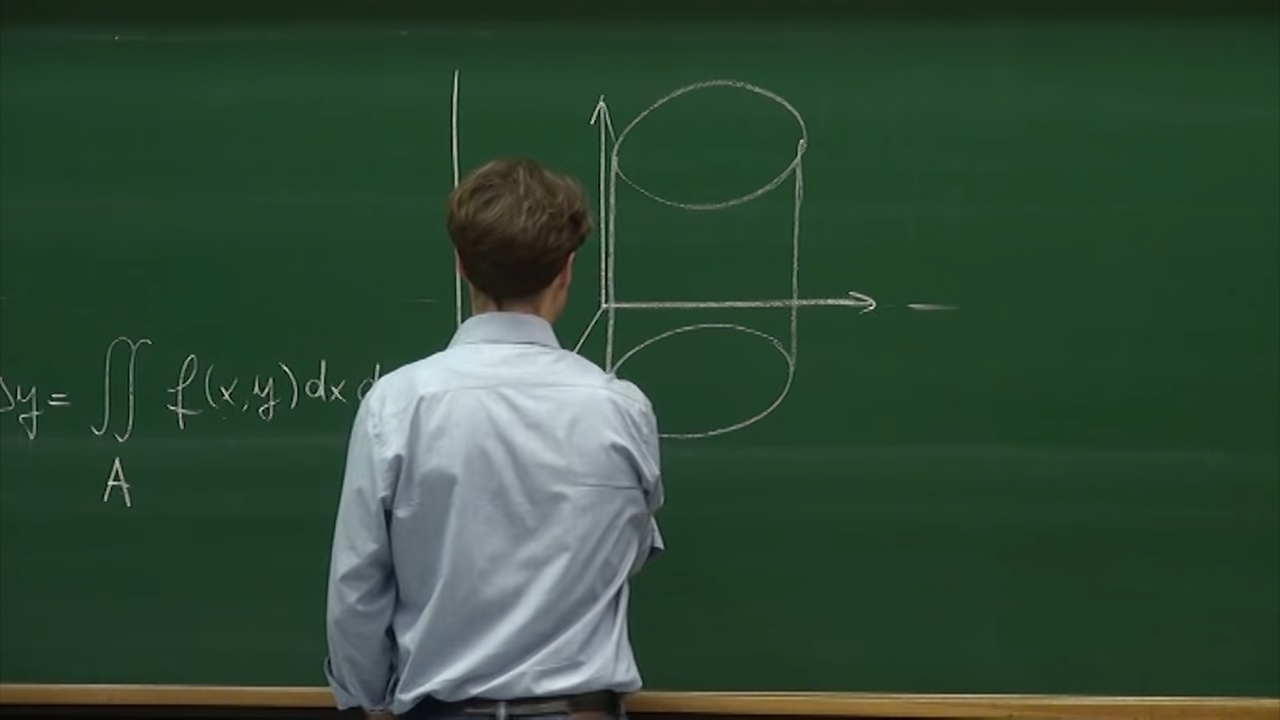 y = ∬ f(x,y)dx
A